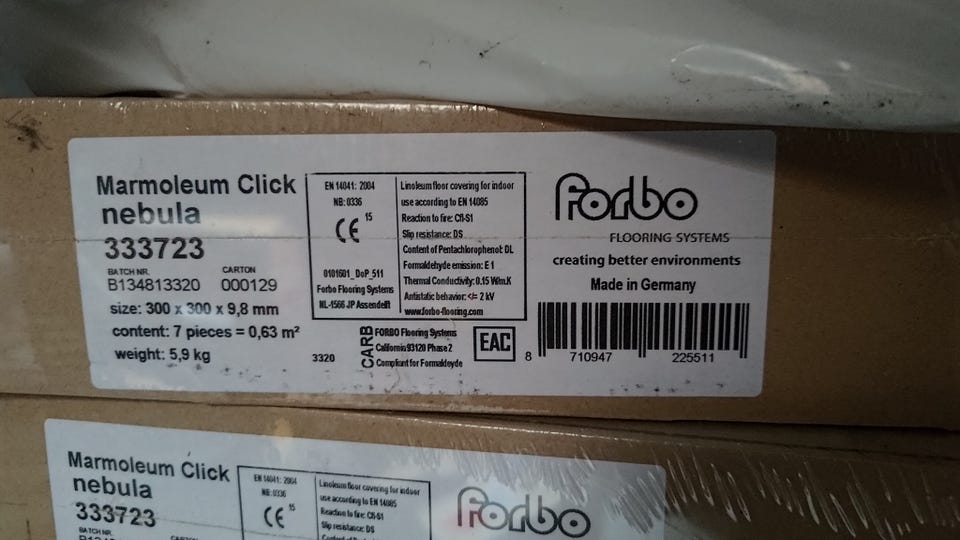 Marmoleum Click
nebula
333723
BATCH NR. CARTON
B134813320 000129
size: 300 x 300 x 9,8 mm
content: 7 pieces = 0,63 m²
weight: 5,9 kg
3320
EN 14041: 2004
NB: 0336
CE 15
0101601_DoP_511
Forbo Flooring Systems
NL-1566 JP Assendelft
Linoleum floor covering for indoor
use according to EN 14085
Reaction to fire: Cfl-S1
Slip resistance: DS
Content of Pentachlorophenol: DL
Formaldehyde emission: E 1
Thermal Conductivity: 0.15 W/m.K
Antistatic behavior: <= 2 kV
www.forbo-flooring.com
CARB
FORBO Flooring Systems
California 93120 Phase 2
Compliant for Formaldeyde
EAC
Forbo
FLOORING SYSTEMS
creating better environments
Made in Germany
8 710947 225511
Marmoleum Click
nebula
333723
BATCH NR.
EN 14041: 2004
NB: 0336
CE 15
Linoleum floor covering for indoor
use according to EN 14085
Reaction to fire: Cfl-S1
Slip resistance: DS
Forbo